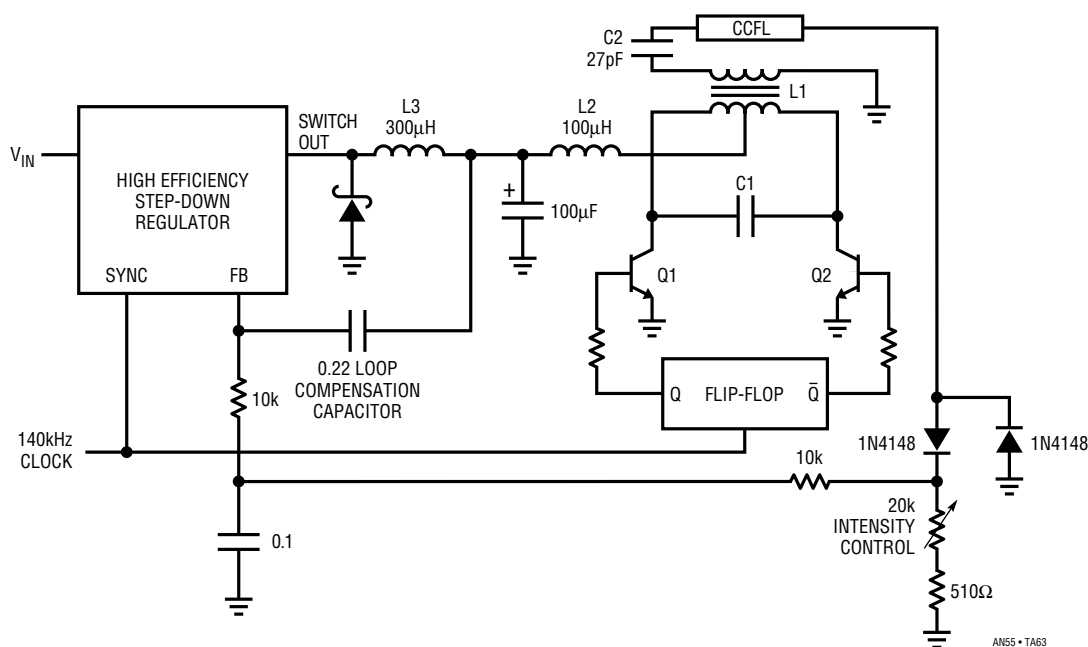 C2
27pF
CCFL
L1
L3
300µH
L2
100µH
SWITCH
OUT
VIN
HIGH EFFICIENCY
STEP-DOWN
REGULATOR
SYNC
FB
+
100µF
C1
Q1
Q2
0.22 LOOP
COMPENSATION
CAPACITOR
10k
Q
FLIP-FLOP
Q̅
140kHz
CLOCK
1N4148
1N4148
10k
20k
INTENSITY
CONTROL
0.1
510Ω
AN55 • TA63